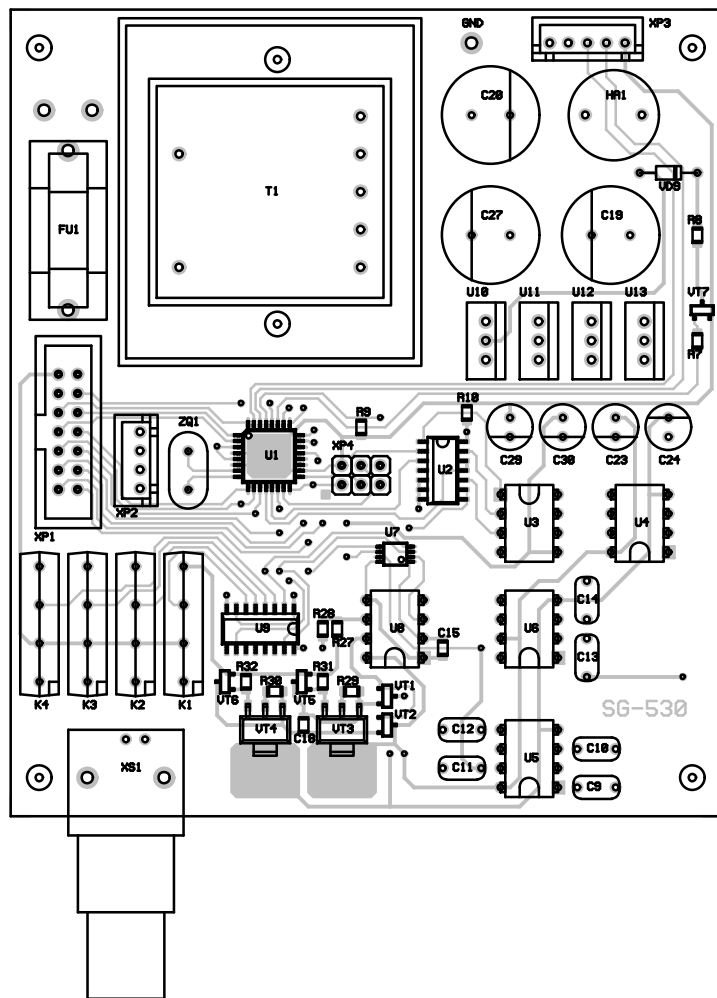 GND
XP3
C28
HA1
T1
VD9
FU1
C27
C19
R8
U10
U11
U12
U13
VT7
R7
R10
ZQ1
R9
U1
XP4
U2
C29
C30
C23
C24
XP2
XP1
U3
U4
U7
C14
R28
U9
R27
U8
C15
U6
C13
R32
R31
K4
K3
K2
K1
VT6
R30
VT5
R29
VT1
VT4
C18
VT3
VT2
SG-530
C12
XS1
C11
U5
C10
C9